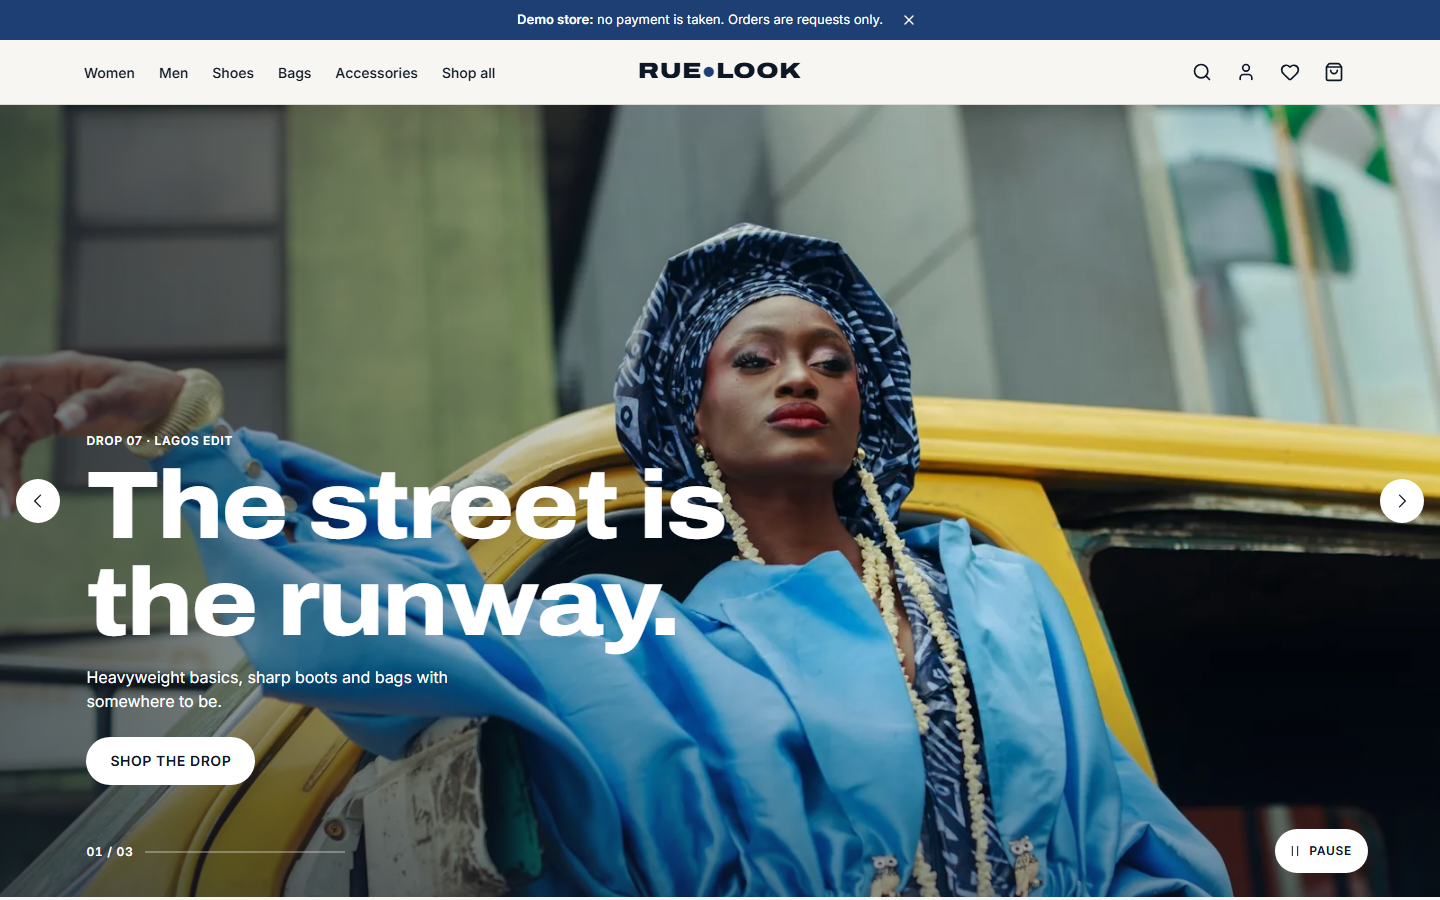 Demo store: no payment is taken. Orders are requests only.
Women Men Shoes Bags Accessories Shop all
RUE•LOOK
DROP 07 · LAGOS EDIT
The street is
the runway.
Heavyweight basics, sharp boots and bags with
somewhere to be.
SHOP THE DROP
01 / 03
PAUSE